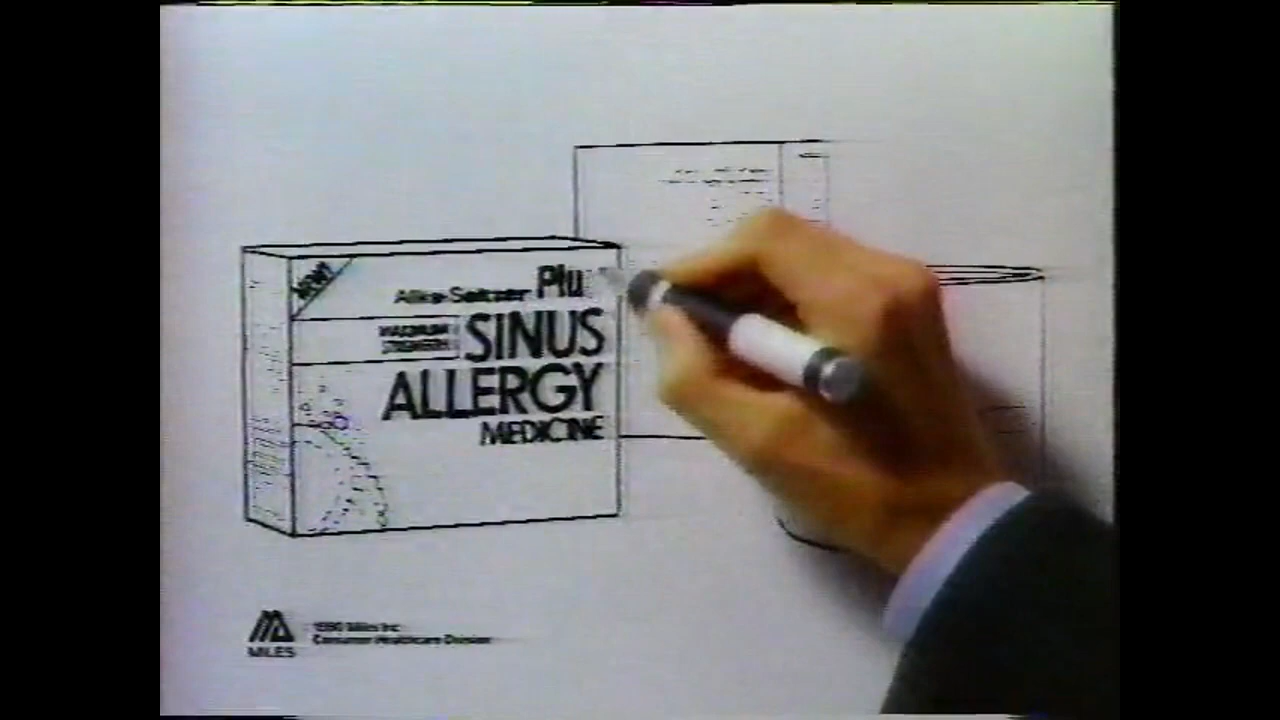 NEW!
Alka-Seltzer Plu
MAXIMUM
STRENGTH
SINUS
ALLERGY
MEDICINE
MILES
1990 Miles Inc
Consumer Healthcare Division